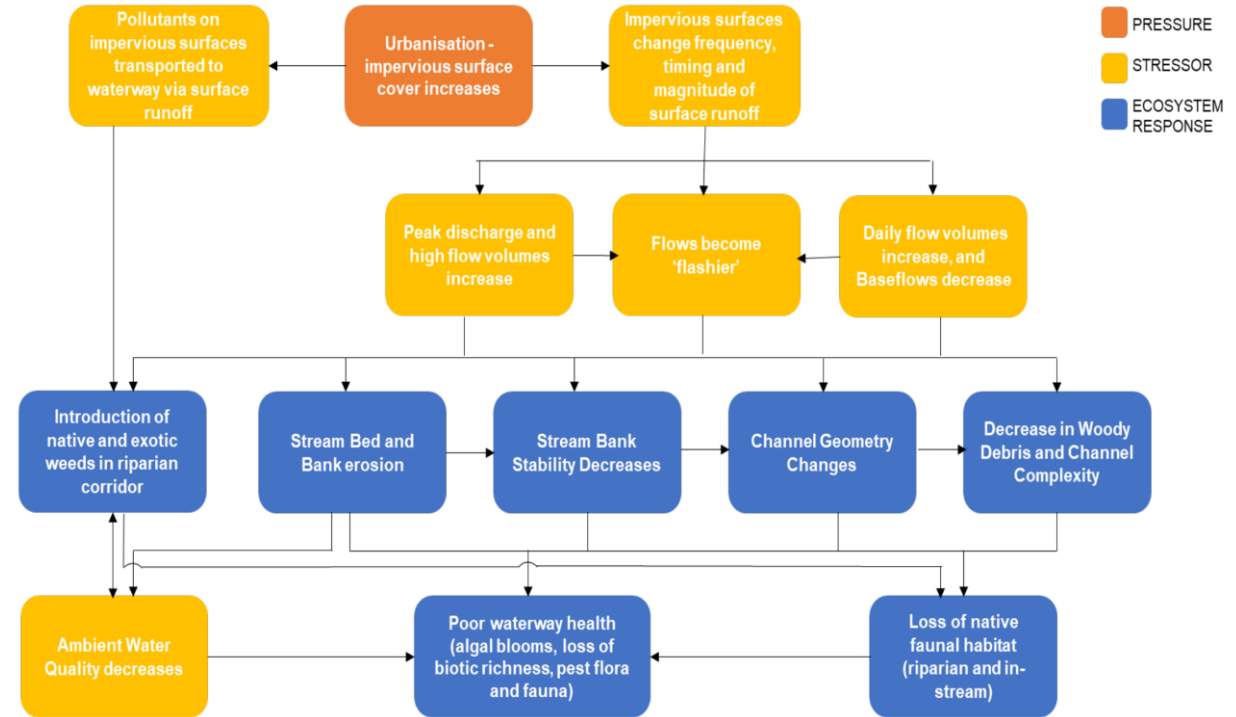 Pollutants on
impervious surfaces
transported to
waterway via surface
runoff
Urbanisation -
impervious surface
cover increases
Impervious surfaces
change frequency,
timing and
magnitude of
surface runoff
PRESSURE
STRESSOR
ECOSYSTEM
RESPONSE
Peak discharge and
high flow volumes
increase
Flows become
‘flashier’
Daily flow volumes
increase, and
Baseflows decrease
Introduction of
native and exotic
weeds in riparian
corridor
Stream Bed and
Bank erosion
Stream Bank
Stability Decreases
Channel Geometry
Changes
Decrease in Woody
Debris and Channel
Complexity
Ambient Water
Quality decreases
Poor waterway health
(algal blooms, loss of
biotic richness, pest flora
and fauna)
Loss of native
faunal habitat
(riparian and in-
stream)